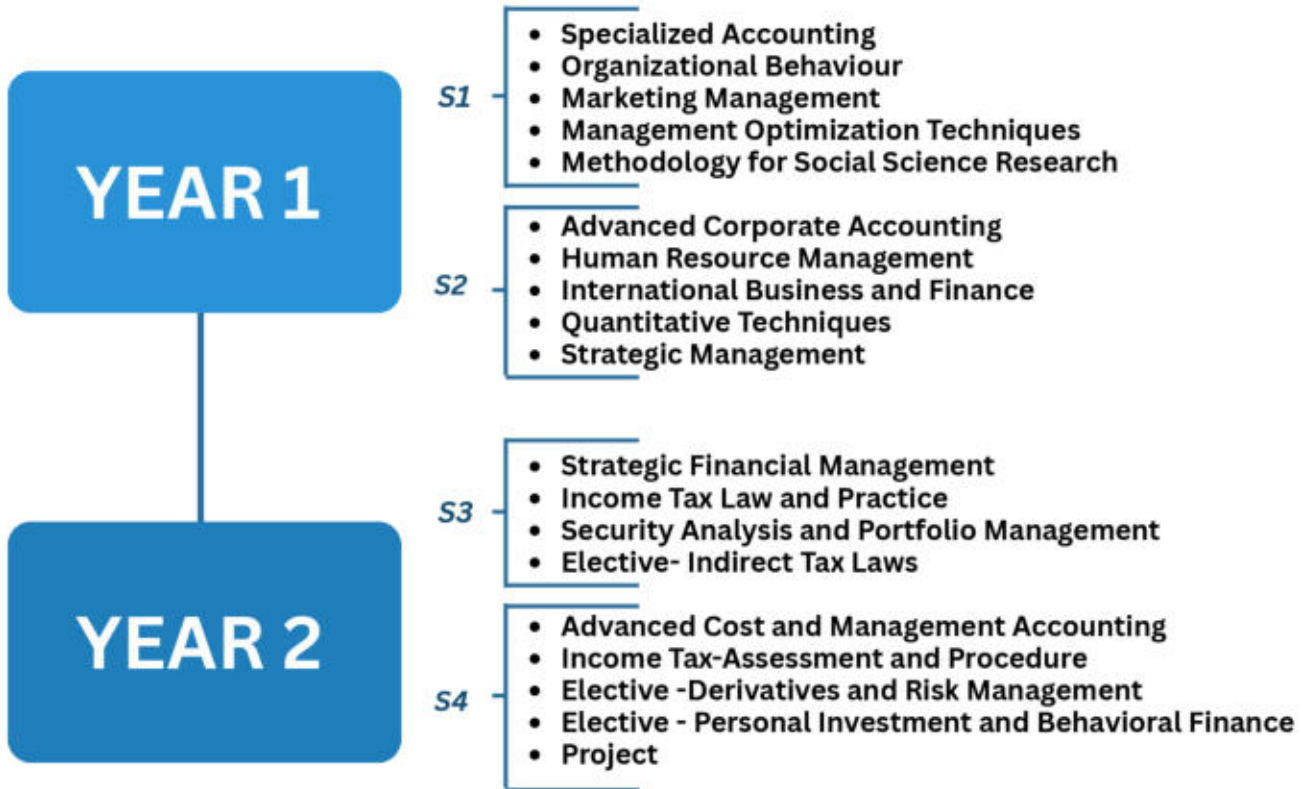 YEAR 1
S1
• Specialized Accounting
• Organizational Behaviour
• Marketing Management
• Management Optimization Techniques
• Methodology for Social Science Research
S2
• Advanced Corporate Accounting
• Human Resource Management
• International Business and Finance
• Quantitative Techniques
• Strategic Management
YEAR 2
S3
• Strategic Financial Management
• Income Tax Law and Practice
• Security Analysis and Portfolio Management
• Elective- Indirect Tax Laws
S4
• Advanced Cost and Management Accounting
• Income Tax-Assessment and Procedure
• Elective -Derivatives and Risk Management
• Elective - Personal Investment and Behavioral Finance
• Project